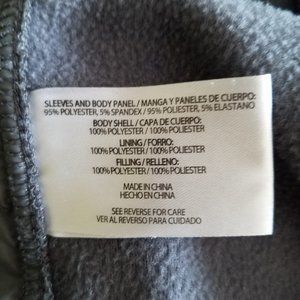 SLEEVES AND BODY PANEL / MANGA Y PANELES DE CUERPO:
95% POLYESTER, 5% SPANDEX / 95% POLIESTER, 5% ELASTANO
BODY SHELL / CAPA DE CUERPO:
100% POLYESTER / 100% POLIESTER
LINING / FORRO:
100% POLYESTER / 100% POLIESTER
FILLING / RELLENO:
100% POLYESTER / 100% POLIESTER
MADE IN CHINA
HECHO EN CHINA
SEE REVERSE FOR CARE
VER AL REVERSO PARA CUIDADO